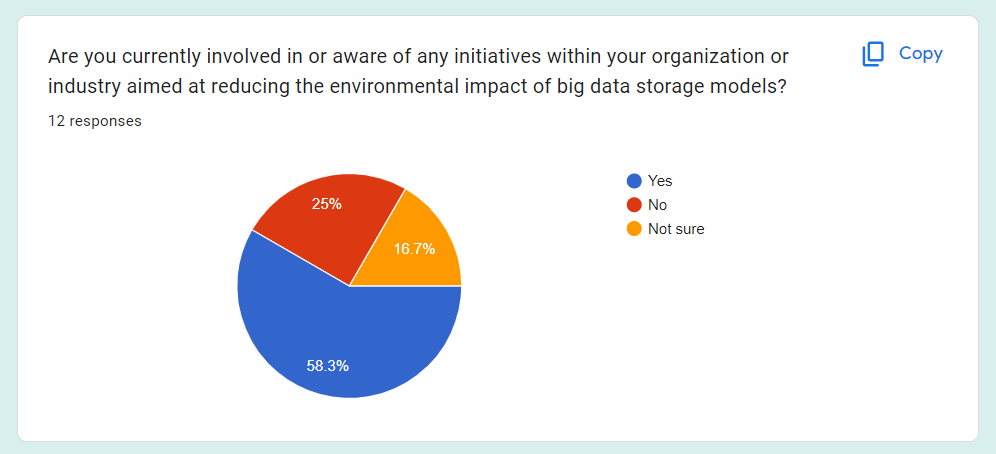 Are you currently involved in or aware of any initiatives within your organization or
industry aimed at reducing the environmental impact of big data storage models?
Copy
12 responses
25%
16.7%
58.3%
Yes
No
Not sure